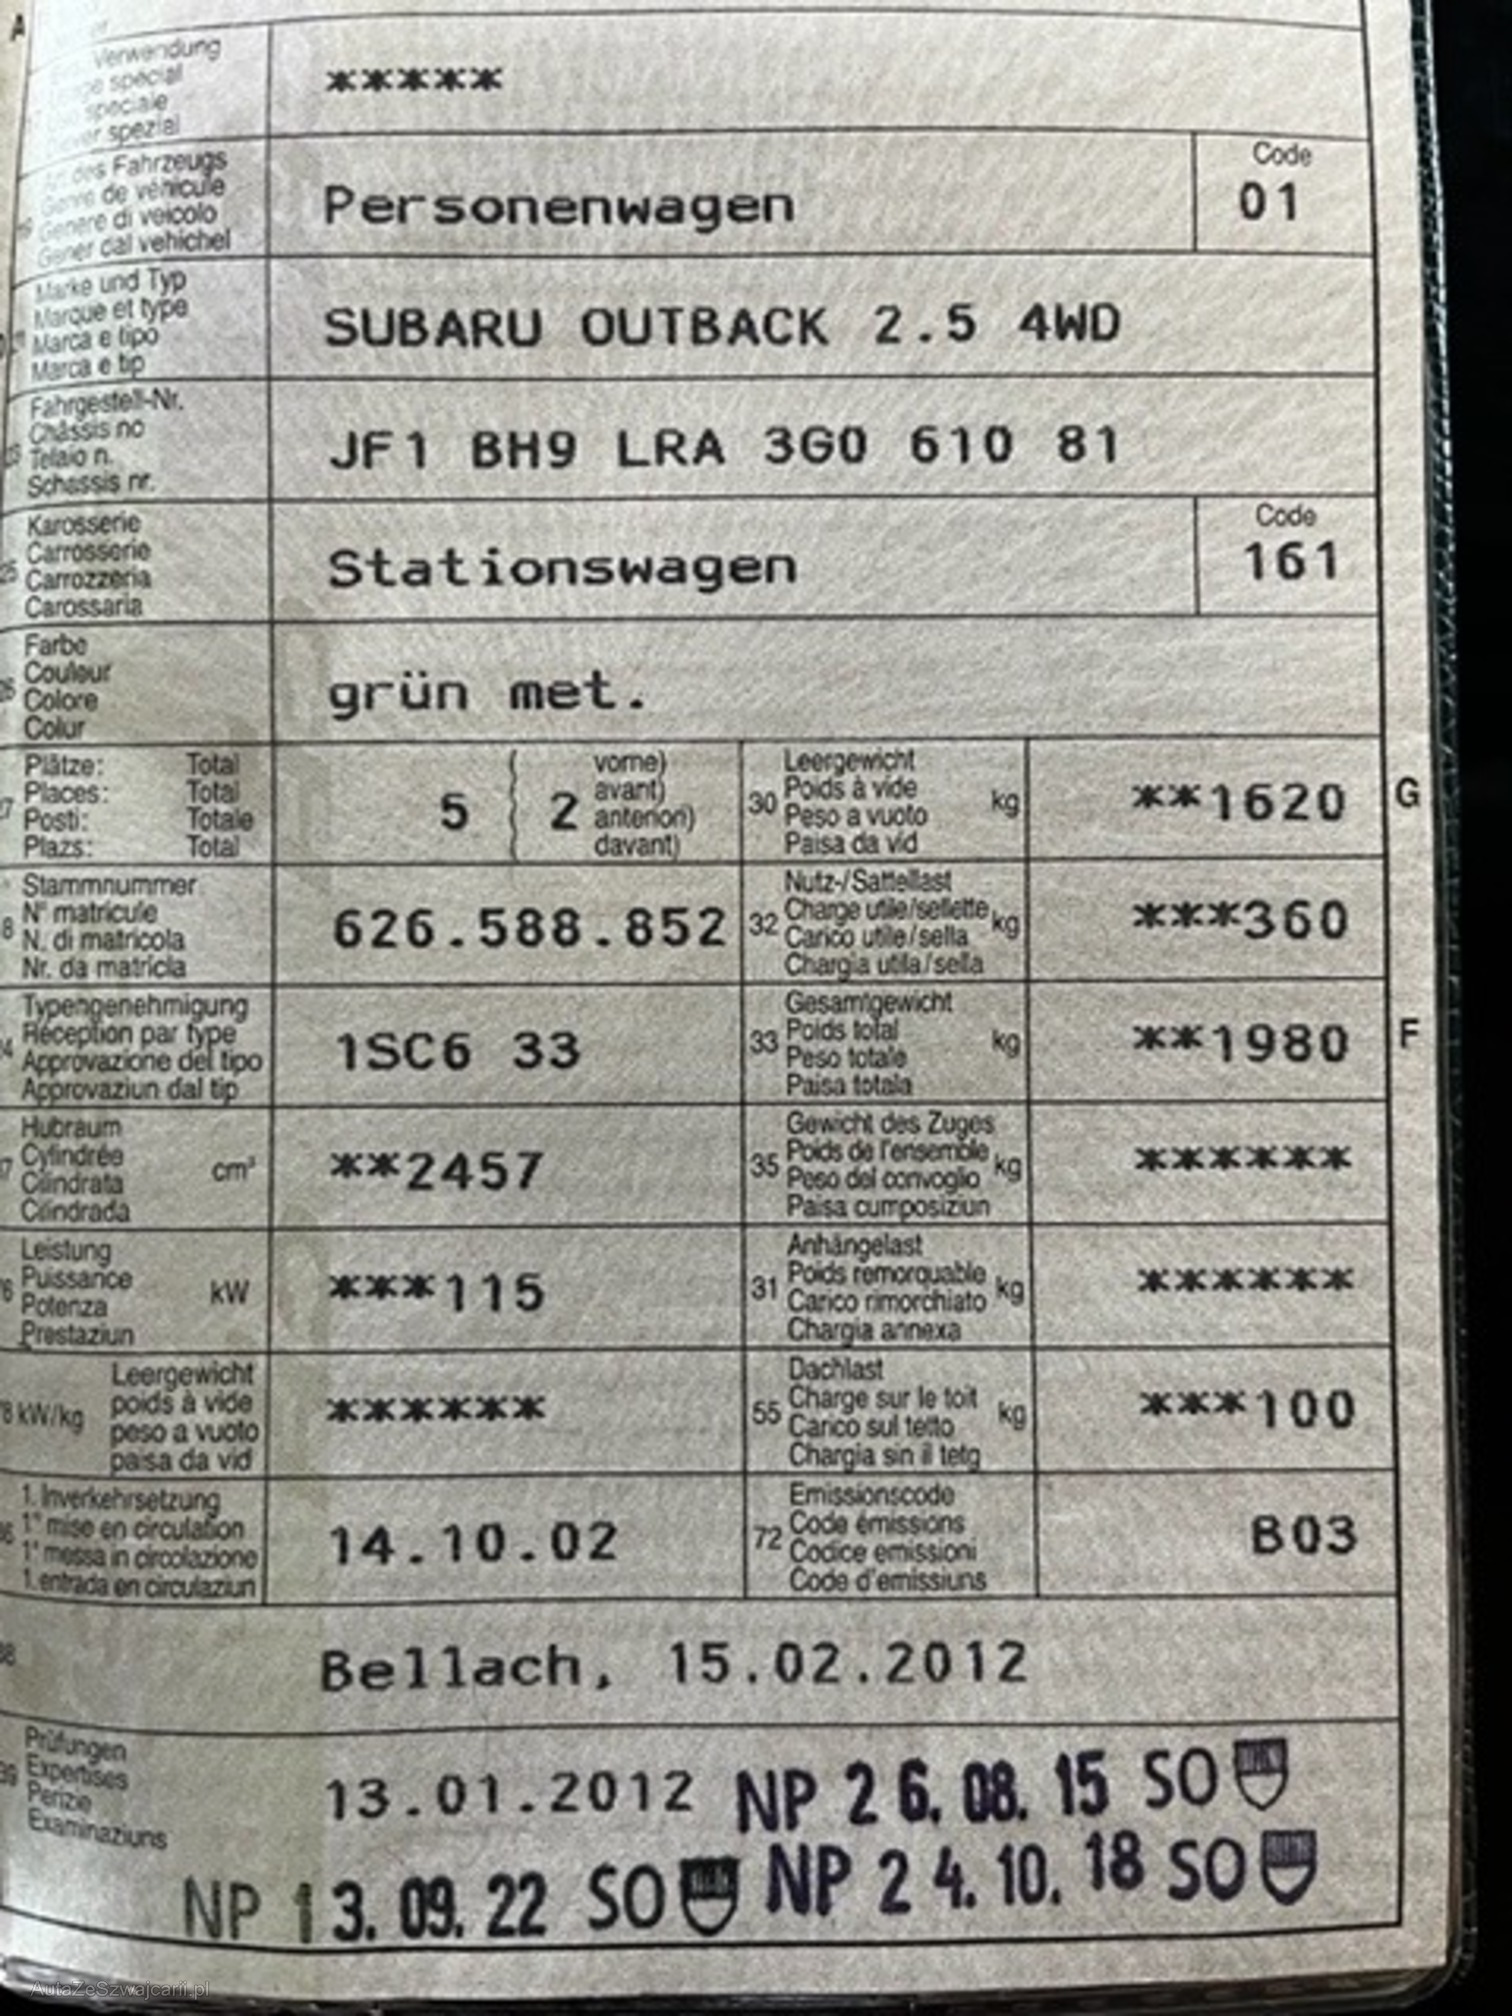 A
Verwendung
spécial
speciale
spezial
*****
des Fahrzeugs
Genre de véhicule
Genere di veicolo
Gener dal vehichel
Personenwagen
Code
01
Marke und Typ
Marque et type
Marca e tipo
Marca e tip
SUBARU OUTBACK 2.5 4WD
Fahrgestell-Nr.
Châssis no
Telaio n.
Schassis nr.
JF1 BH9 LRA 3G0 610 81
Karosserie
Carrosserie
Carrozzeria
Carossaria
Stationswagen
Code
161
Farbe
Couleur
Colore
Colur
grün met.
Plätze: Total
Places: Total
Posti: Totale
Plazs: Total
5 ( 2
vorne)
avant)
anteriori)
davant)
30
Leergewicht
Poids à vide
Peso a vuoto
Paisa da vid
kg
**1620
G
Stammnummer
N° matricule
N. di matricola
Nr. da matricla
626.588.852
32
Nutz-/Sattellast
Charge utile/sellette
Carico utile/sella
Chargia utila/sella
kg
***360
Typengenehmigung
Réception par type
Approvazione del tipo
Approvaziun dal tip
1SC6 33
33
Gesamtgewicht
Poids total
Peso totale
Paisa totala
kg
**1980
F
Hubraum
Cylindrée
Cilindrata
Cilindrada
cm³
**2457
35
Gewicht des Zuges
Poids de l'ensemble
Peso del convoglio
Paisa cumposiziun
kg
******
Leistung
Puissance
Potenza
Prestaziun
kW
***115
31
Anhängelast
Poids remorquable
Carico rimorchiato
Chargia annexa
kg
******
kW/kg
Leergewicht
poids à vide
peso a vuoto
paisa da vid
******
55
Dachlast
Charge sur le toit
Carico sul tetto
Chargia sin il tetg
kg
***100
1. Inverkehrsetzung
1° mise en circulation
1° messa in circolazione
1. entrada en circulaziun
14.10.02
72
Emissionscode
Code émissions
Codice emissioni
Code d'emissiuns
B03
Bellach, 15.02.2012
Prüfungen
Expertises
Perizie
Examinaziuns
13.01.2012 NP 26.08.15 SO
NP 13.09.22 SO NP 24.10.18 SO
AutaZeSzwajcarii.pl